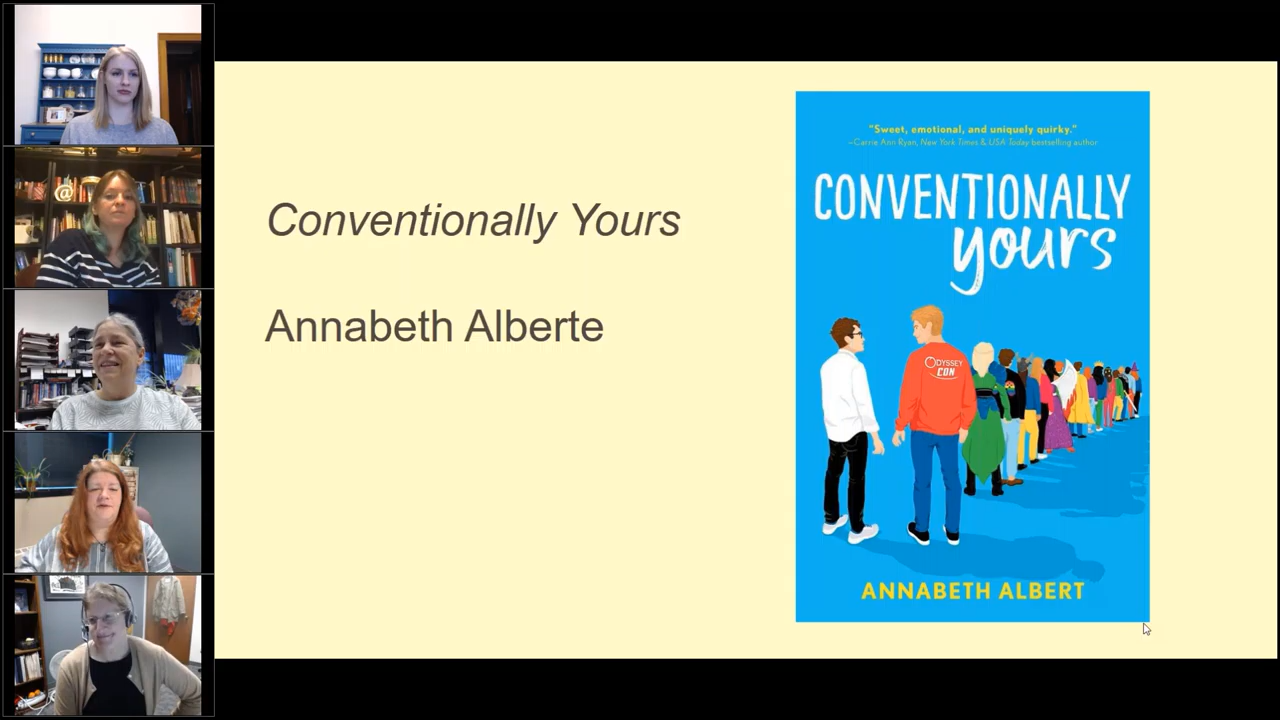 Conventionally Yours
Annabeth Alberte
"Sweet, emotional, and uniquely quirky."
—Carrie Ann Ryan, New York Times & USA Today bestselling author
CONVENTIONALLY
yours
ODYSSEY
CON
ANNABETH ALBERT
@